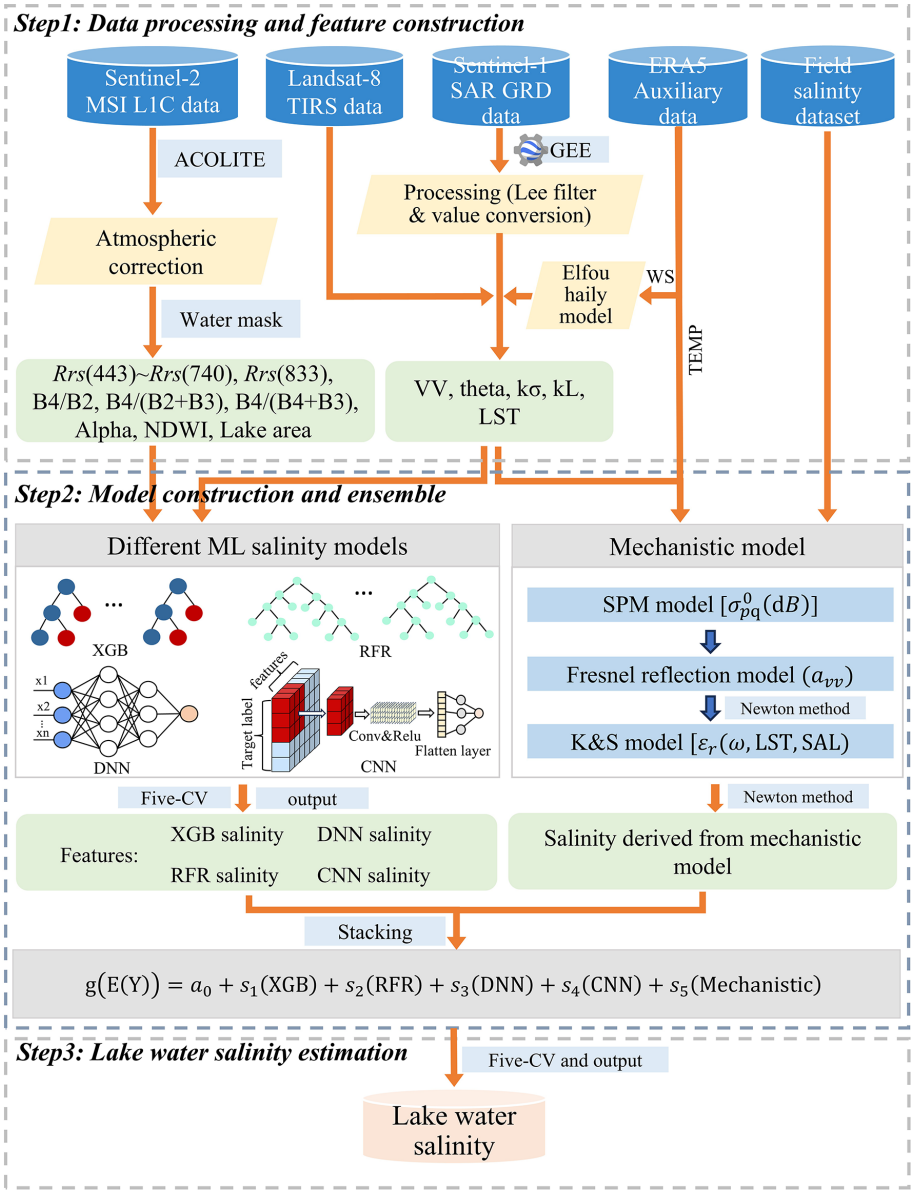 Step1: Data processing and feature construction
Sentinel-2
MSI L1C data
Landsat-8
TIRS data
Sentinel-1
SAR GRD
data
ERA5
Auxiliary
data
Field
salinity
dataset
ACOLITE
GEE
Atmospheric
correction
Processing (Lee filter
& value conversion)
Elfou
haily
model
WS
TEMP
Water mask
Rrs(443)~Rrs(740), Rrs(833),
B4/B2, B4/(B2+B3), B4/(B4+B3),
Alpha, NDWI, Lake area
VV, theta, kσ, kL,
LST
Step2: Model construction and ensemble
Different ML salinity models
...
XGB
...
RFR
x1
x2
...
xn
DNN
features
Target label
Conv&Relu
Flatten layer
CNN
Mechanistic model
SPM model [σ⁰pq(dB)]
Fresnel reflection model (avv)
Newton method
K&S model [εr(ω, LST, SAL)
Five-CV
output
Newton method
Features:
XGB salinity
DNN salinity
RFR salinity
CNN salinity
Salinity derived from mechanistic
model
Stacking
g(E(Y)) = a₀ + s₁(XGB) + s₂(RFR) + s₃(DNN) + s₄(CNN) + s₅(Mechanistic)
Step3: Lake water salinity estimation
Five-CV and output
Lake water
salinity